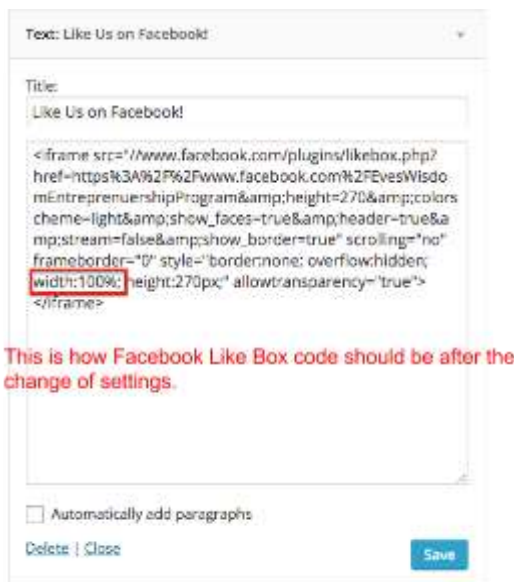 Text: Like Us on Facebook!
Title:
Like Us on Facebook!
<iframe src="//www.facebook.com/plugins/likebox.php?
href=https%3A%2F%2Fwww.facebook.com%2FEvesWisdo
mEntreprenuershipProgram&amp;height=270&amp;colors
cheme=light&amp;show_faces=true&amp;header=true&a
mp;stream=false&amp;show_border=true" scrolling="no"
frameborder="0" style="border:none; overflow:hidden;
width:100%; height:270px;" allowtransparency="true">
</iframe>
This is how Facebook Like Box code should be after the
change of settings.
Automatically add paragraphs
Delete | Close
Save